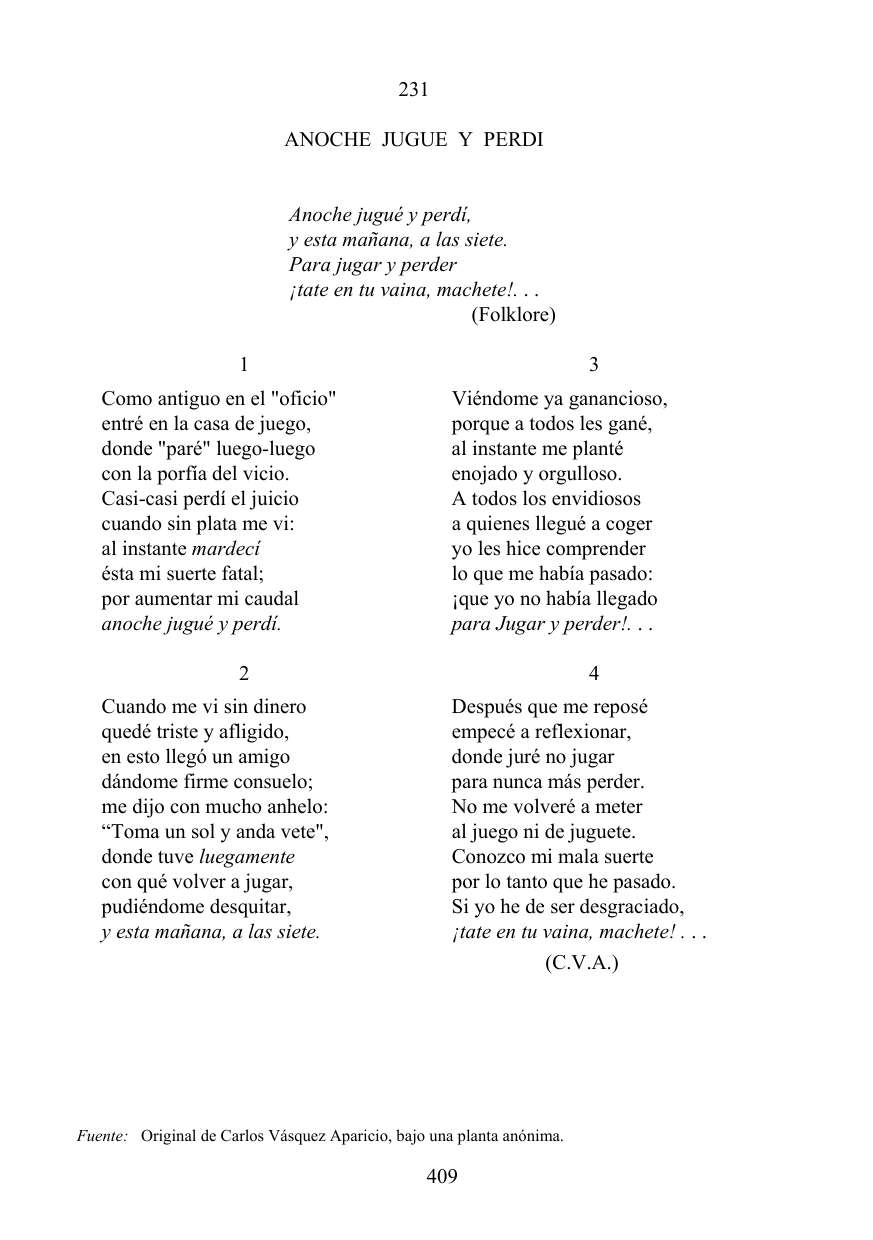 231
ANOCHE JUGUE Y PERDI
Anoche jugué y perdí,
y esta mañana, a las siete.
Para jugar y perder
¡tate en tu vaina, machete!. . .
(Folklore)
1
Como antiguo en el "oficio"
entré en la casa de juego,
donde "paré" luego-luego
con la porfía del vicio.
Casi-casi perdí el juicio
cuando sin plata me vi:
al instante mardecí
ésta mi suerte fatal;
por aumentar mi caudal
anoche jugué y perdí.
2
Cuando me vi sin dinero
quedé triste y afligido,
en esto llegó un amigo
dándome firme consuelo;
me dijo con mucho anhelo:
“Toma un sol y anda vete",
donde tuve luegamente
con qué volver a jugar,
pudiéndome desquitar,
y esta mañana, a las siete.
3
Viéndome ya ganancioso,
porque a todos les gané,
al instante me planté
enojado y orgulloso.
A todos los envidiosos
a quienes llegué a coger
yo les hice comprender
lo que me había pasado:
¡que yo no había llegado
para Jugar y perder!. . .
4
Después que me reposé
empecé a reflexionar,
donde juré no jugar
para nunca más perder.
No me volveré a meter
al juego ni de juguete.
Conozco mi mala suerte
por lo tanto que he pasado.
Si yo he de ser desgraciado,
¡tate en tu vaina, machete! . . .
(C.V.A.)
Fuente: Original de Carlos Vásquez Aparicio, bajo una planta anónima.
409